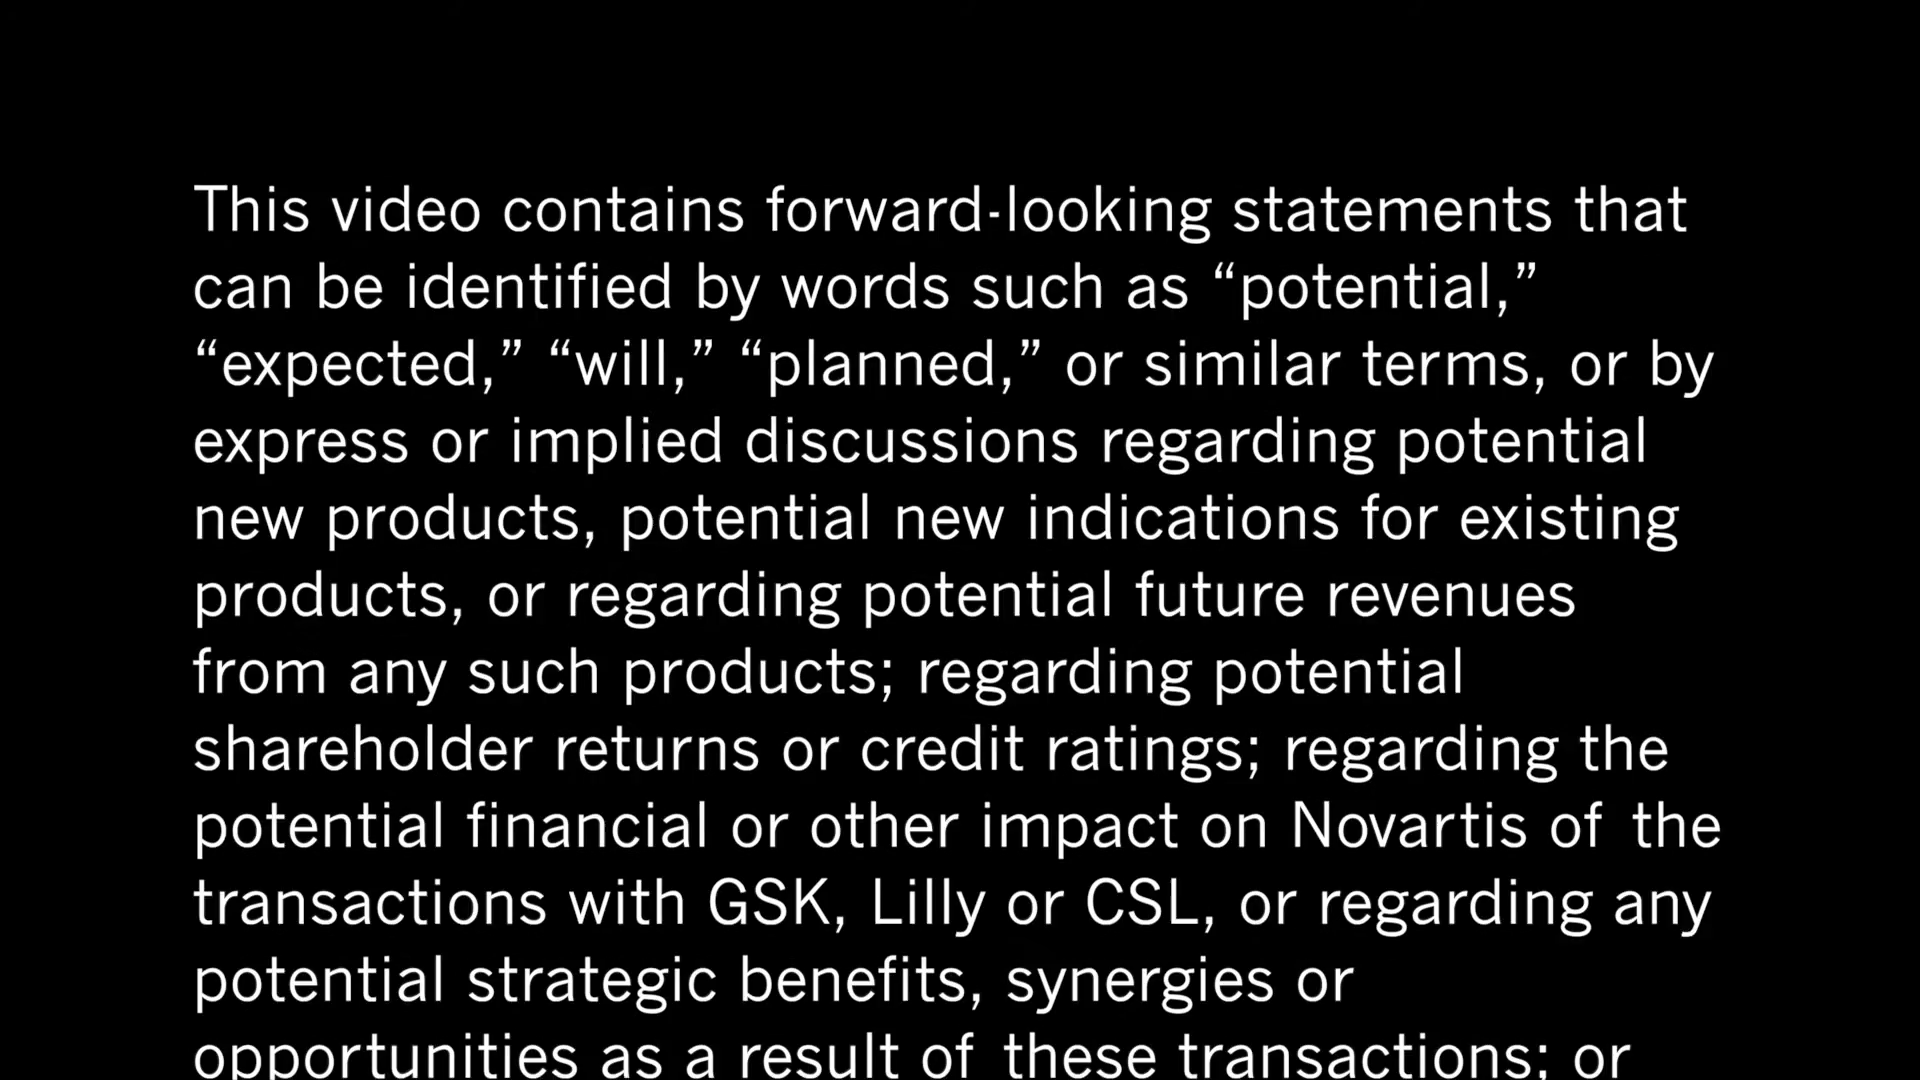 This video contains forward-looking statements that
can be identified by words such as “potential,”
“expected,” “will,” “planned,” or similar terms, or by
express or implied discussions regarding potential
new products, potential new indications for existing
products, or regarding potential future revenues
from any such products; regarding potential
shareholder returns or credit ratings; regarding the
potential financial or other impact on Novartis of the
transactions with GSK, Lilly or CSL, or regarding any
potential strategic benefits, synergies or
opportunities as a result of these transactions; or